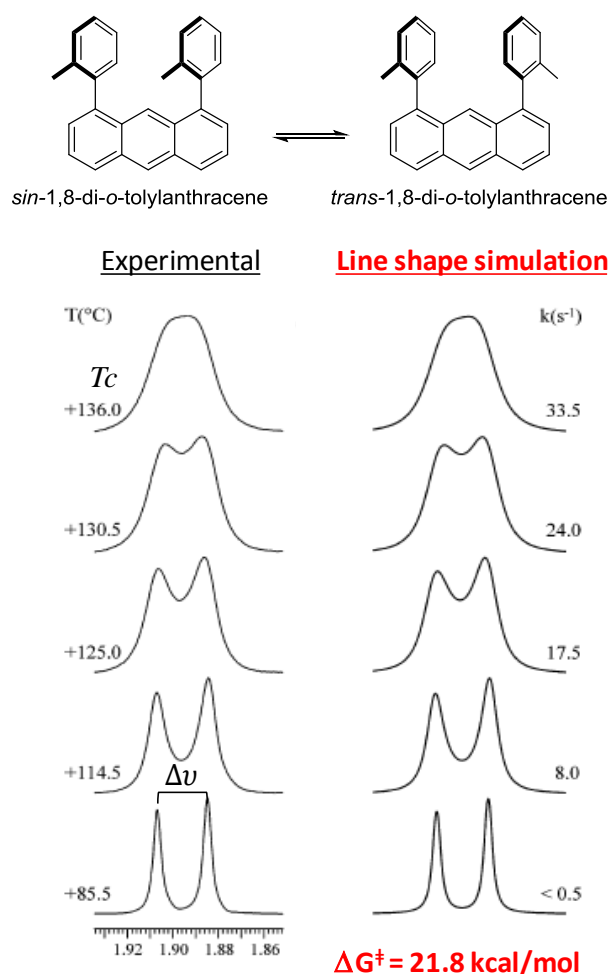 sin-1,8-di-o-tolylanthracene
trans-1,8-di-o-tolylanthracene
Experimental
Line shape simulation
T(°C)
k(s-1)
Tc
+136.0
33.5
+130.5
24.0
+125.0
17.5
+114.5
8.0
Δυ
+85.5
< 0.5
1.92 1.90 1.88 1.86
ΔG‡ = 21.8 kcal/mol